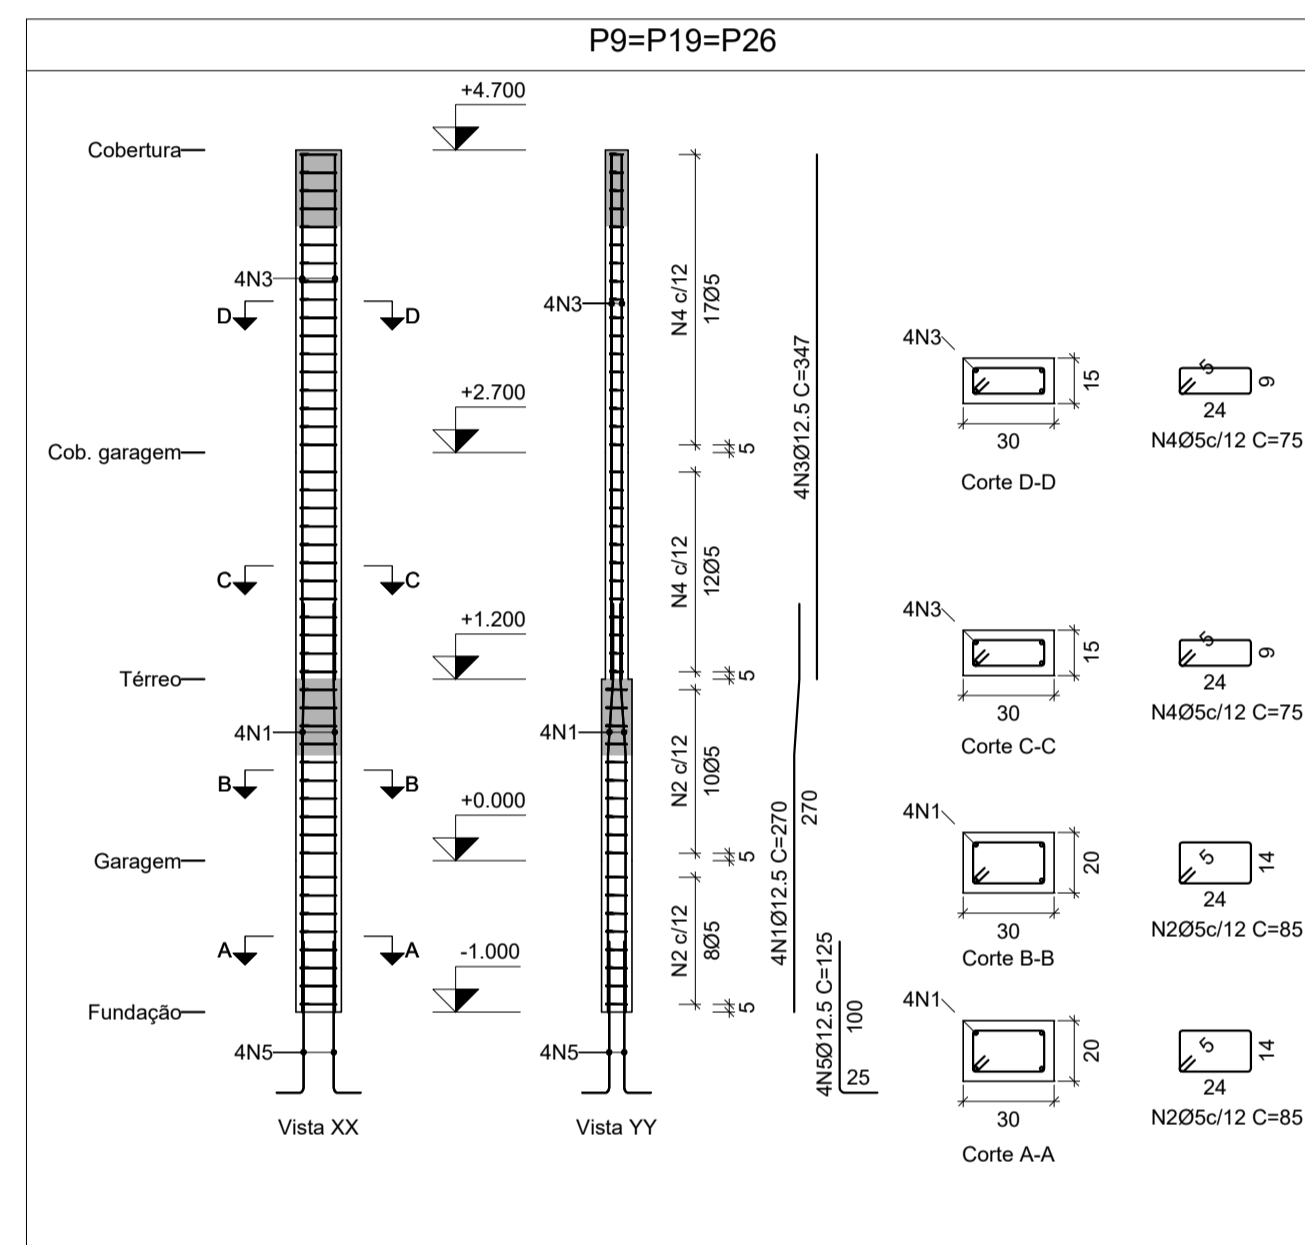 P9=P19=P26
+4.700
Cobertura
4N3
D
D
4N3
N4 c/12
17Ø5
+2.700
Cob. garagem
5
N4 c/12
12Ø5
C
C
+1.200
Térreo
5
4N1
4N1
N2 c/12
10Ø5
B
B
+0.000
Garagem
5
N2 c/12
8Ø5
A
A
-1.000
Fundação
5
4N5
4N5
Vista XX
Vista YY
4N3Ø12.5 C=347
4N1Ø12.5 C=270
270
4N5Ø12.5 C=125
100
25
4N3
15
30
Corte D-D
5
9
24
N4Ø5c/12 C=75
4N3
15
30
Corte C-C
5
9
24
N4Ø5c/12 C=75
4N1
20
30
Corte B-B
5
14
24
N2Ø5c/12 C=85
4N1
20
30
Corte A-A
5
14
24
N2Ø5c/12 C=85